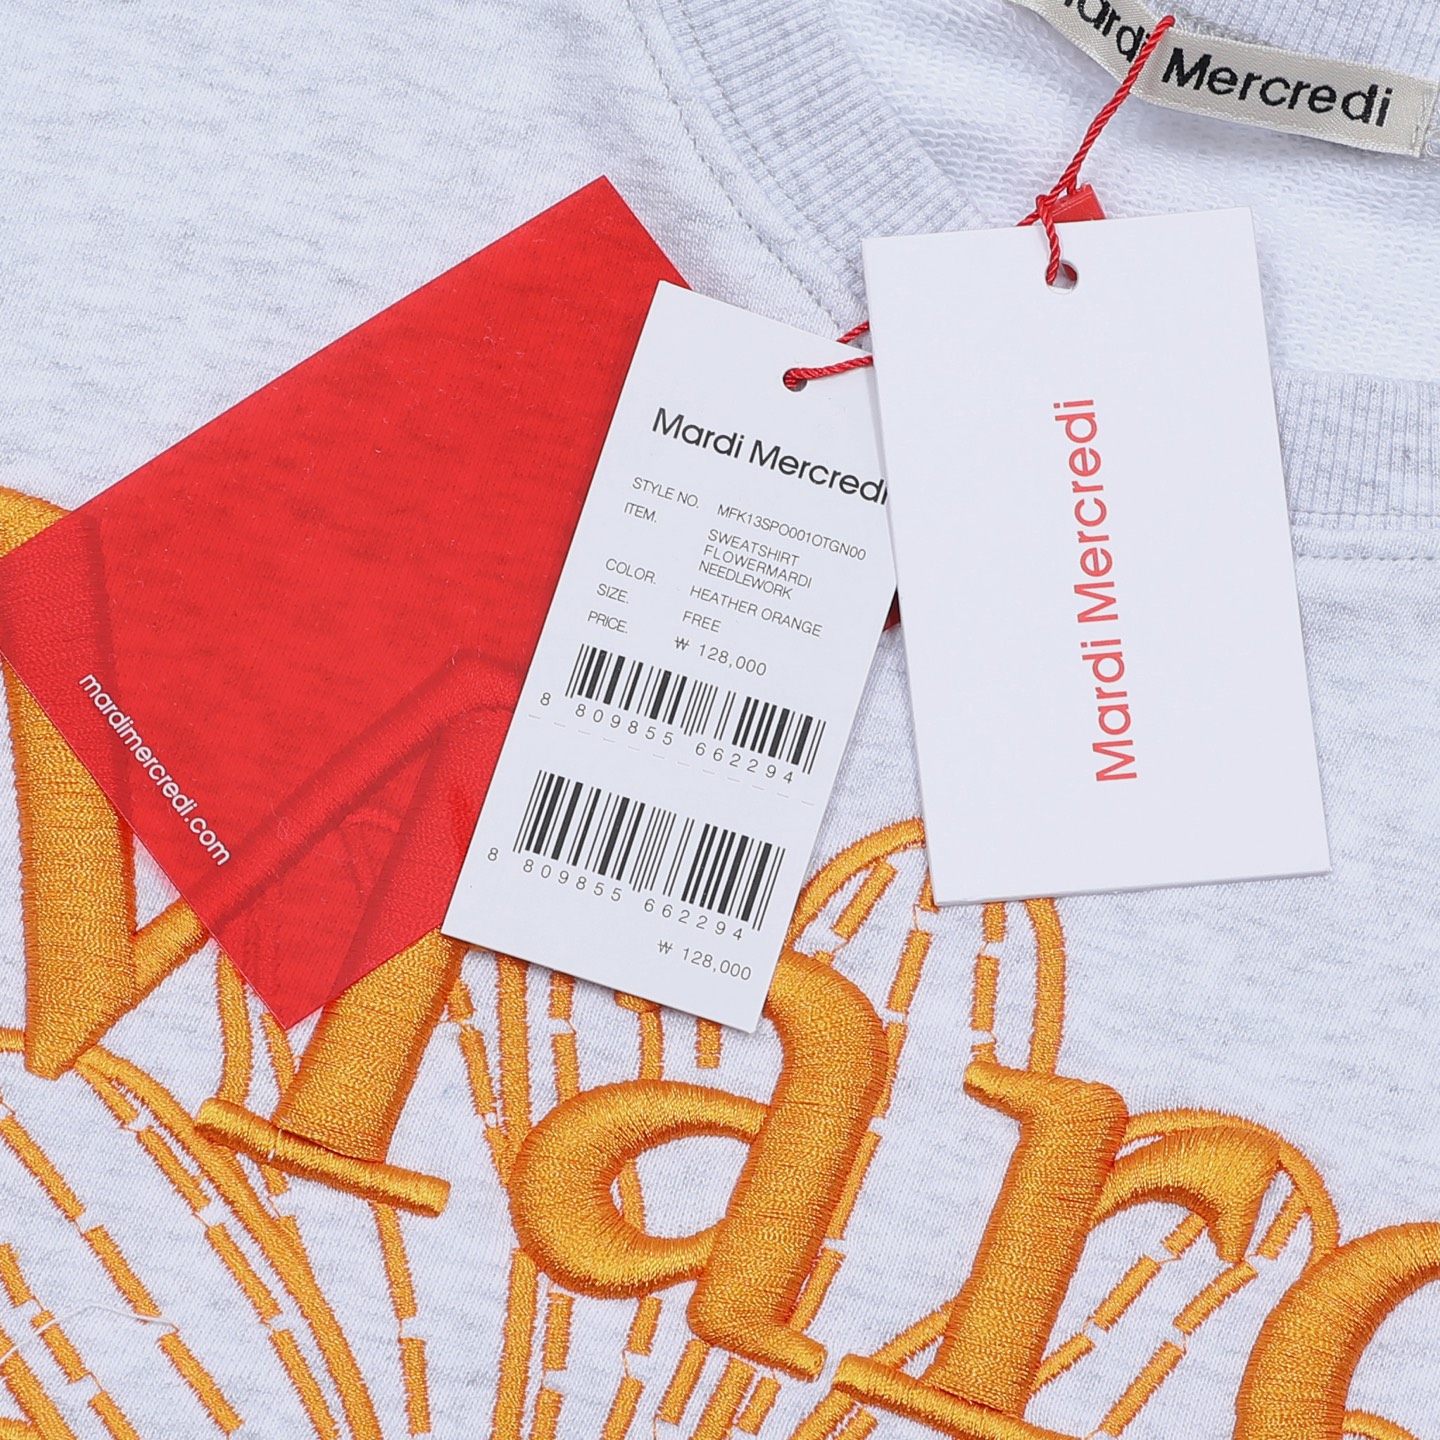 Mardi Mercredi
Mardi Mercredi
STYLE NO. MFK13SPO001OTGN00
ITEM. SWEATSHIRT
FLOWERMARDI
NEEDLEWORK
COLOR. HEATHER ORANGE
SIZE. FREE
PRICE. ₩ 128,000
8 809855 662294
8 809855 662294
₩ 128,000
Mardi Mercredi
mardimercredi.com
Mar